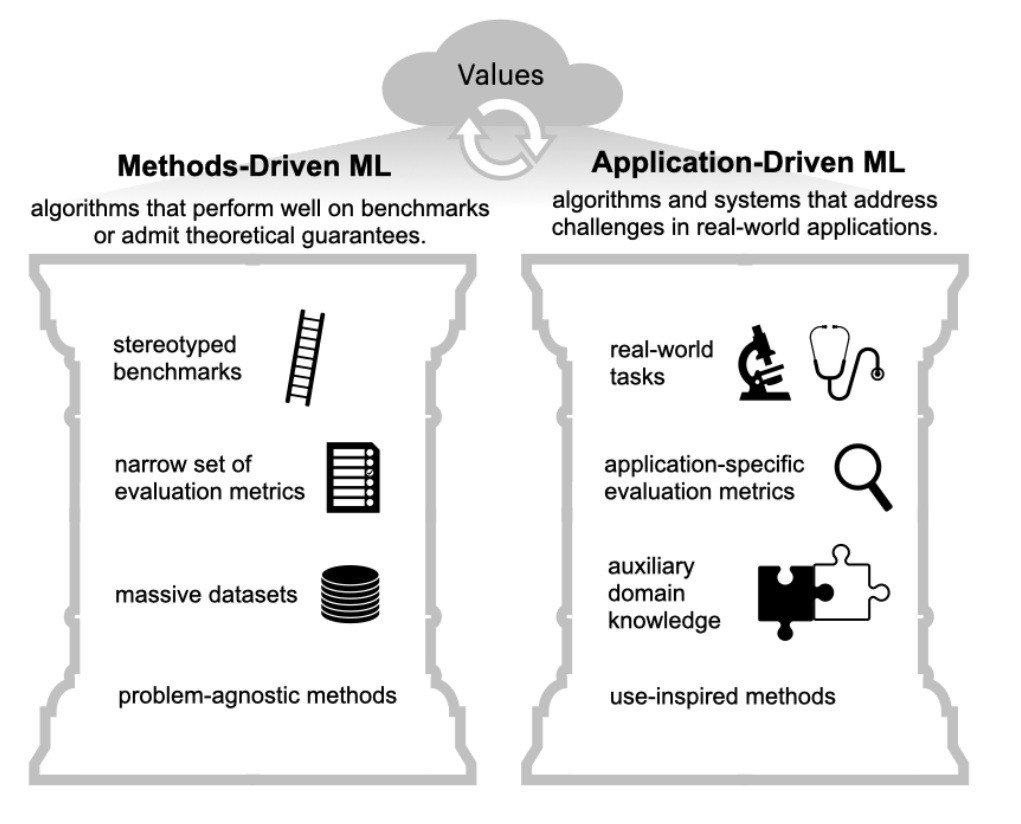 Values
Methods-Driven ML
algorithms that perform well on benchmarks
or admit theoretical guarantees.
stereotyped
benchmarks
narrow set of
evaluation metrics
massive datasets
problem-agnostic methods
Application-Driven ML
algorithms and systems that address
challenges in real-world applications.
real-world
tasks
application-specific
evaluation metrics
auxiliary
domain
knowledge
use-inspired methods